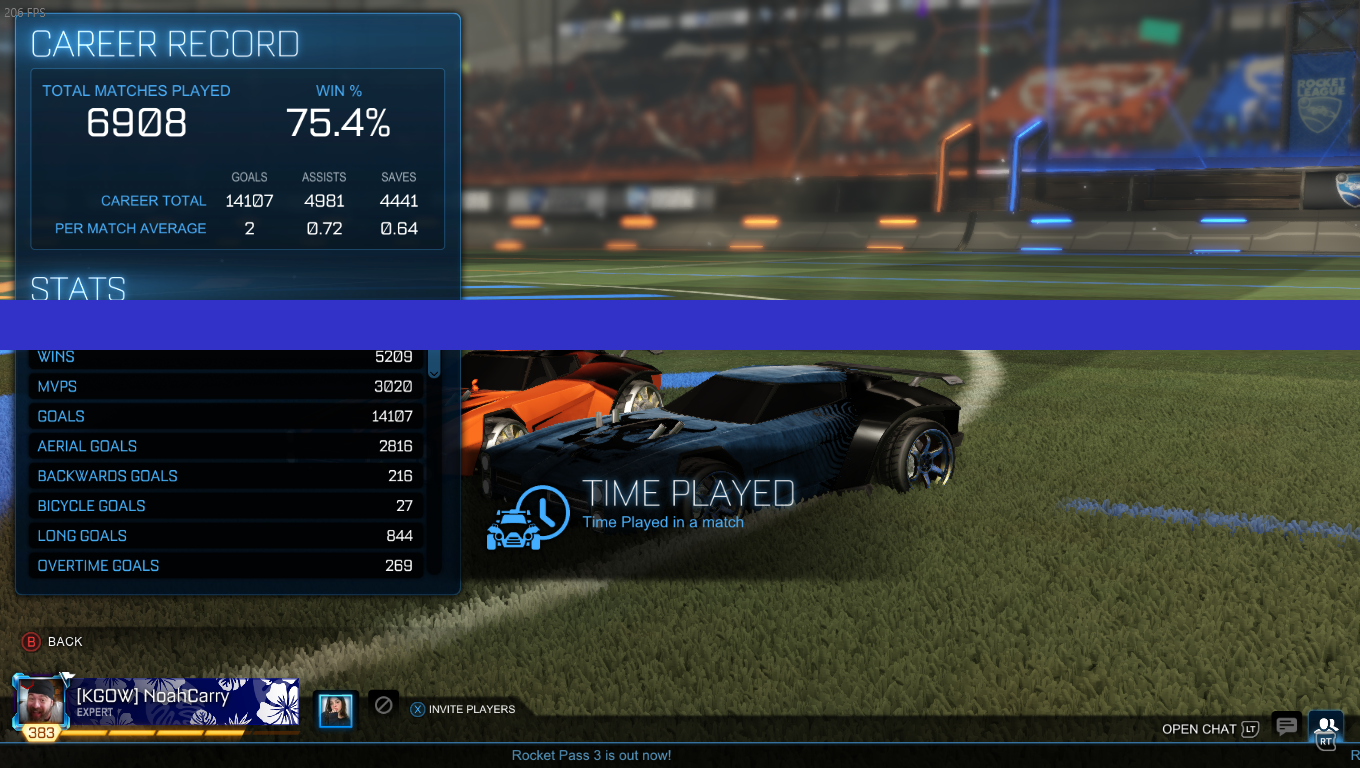 206 FPS
CAREER RECORD
TOTAL MATCHES PLAYED WIN %
6908 75.4%
GOALS ASSISTS SAVES
CAREER TOTAL 14107 4981 4441
PER MATCH AVERAGE 2 0.72 0.64
STATS
ROCKET
LEAGUE
WINS 5209
MVPS 3020
GOALS 14107
AERIAL GOALS 2816
BACKWARDS GOALS 216
BICYCLE GOALS 27
LONG GOALS 844
OVERTIME GOALS 269
TIME PLAYED
Time Played in a match
B BACK
[KGOW] NoahCarry
EXPERT
383
X INVITE PLAYERS
OPEN CHAT LT
RT
Rocket Pass 3 is out now!
R